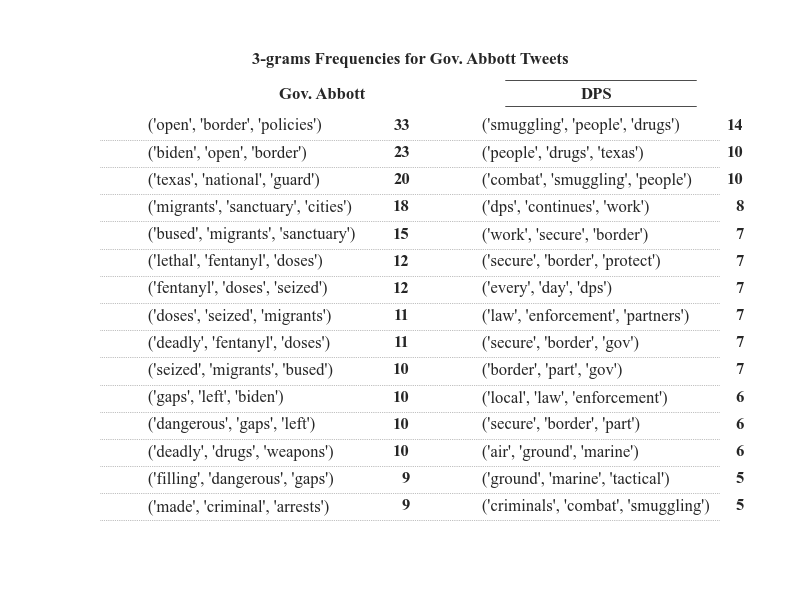 3-grams Frequencies for Gov. Abbott Tweets
Gov. Abbott DPS
('open', 'border', 'policies') 33 ('smuggling', 'people', 'drugs') 14
('biden', 'open', 'border') 23 ('people', 'drugs', 'texas') 10
('texas', 'national', 'guard') 20 ('combat', 'smuggling', 'people') 10
('migrants', 'sanctuary', 'cities') 18 ('dps', 'continues', 'work') 8
('bused', 'migrants', 'sanctuary') 15 ('work', 'secure', 'border') 7
('lethal', 'fentanyl', 'doses') 12 ('secure', 'border', 'protect') 7
('fentanyl', 'doses', 'seized') 12 ('every', 'day', 'dps') 7
('doses', 'seized', 'migrants') 11 ('law', 'enforcement', 'partners') 7
('deadly', 'fentanyl', 'doses') 11 ('secure', 'border', 'gov') 7
('seized', 'migrants', 'bused') 10 ('border', 'part', 'gov') 7
('gaps', 'left', 'biden') 10 ('local', 'law', 'enforcement') 6
('dangerous', 'gaps', 'left') 10 ('secure', 'border', 'part') 6
('deadly', 'drugs', 'weapons') 10 ('air', 'ground', 'marine') 6
('filling', 'dangerous', 'gaps') 9 ('ground', 'marine', 'tactical') 5
('made', 'criminal', 'arrests') 9 ('criminals', 'combat', 'smuggling') 5